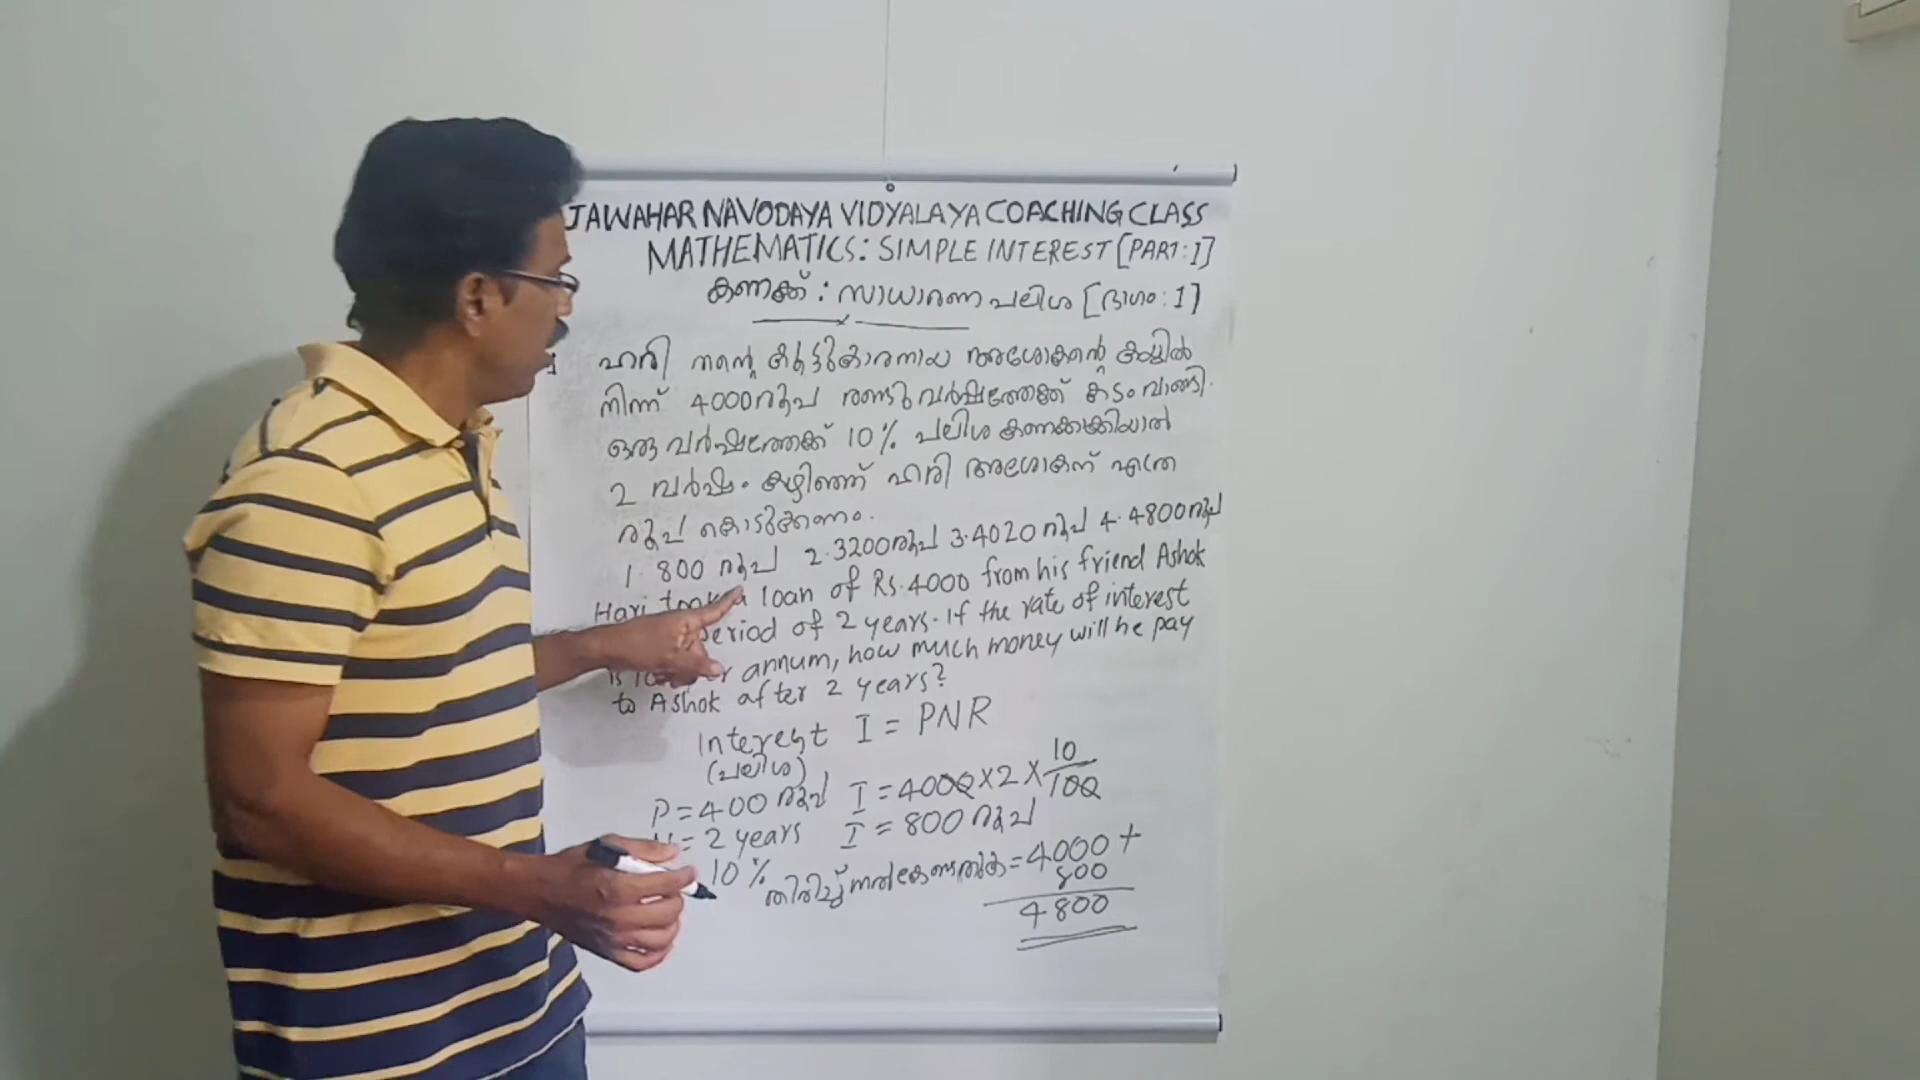 JAWAHAR NAVODAYA VIDYALAYA COACHING CLASS
MATHEMATICS: SIMPLE INTEREST [PART: I]
കണക്ക് : സാധാരണ പലിശ [ഭാഗം : 1]
ഹരി തന്റെ കൂട്ടുകാരനായ അശോകന്റെ കയ്യിൽ
നിന്ന് 4000 രൂപ രണ്ടു വർഷത്തേക്ക് കടം വാങ്ങി.
ഒരു വർഷത്തേക്ക് 10% പലിശ കണക്കാക്കിയാൽ
2 വർഷം കഴിഞ്ഞ് ഹരി അശോകന് എത്ര
രൂപ കൊടുക്കണം.
1. 800 രൂപ 2. 3200 രൂപ 3. 4020 രൂപ 4. 4800 രൂപ
Hari took a loan of Rs. 4000 from his friend Ashok
period of 2 years. If the rate of interest
is annum, how much money will he pay
to Ashok after 2 years?
Interest I = PNR
(പലിശ)
P = 400 രൂപ I = 4000 × 2 × 10/100
N = 2 years I = 800 രൂപ
10% തിരിച്ച് നൽകേണ്ട തുക = 4000 +
800
4800